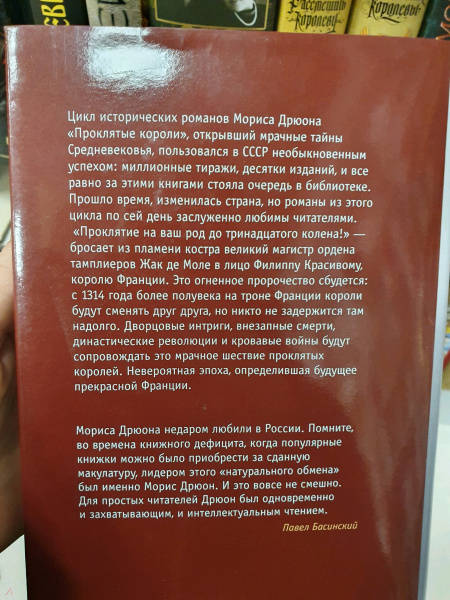 Расстешить
королеву
королевы
Цикл исторических романов Мориса Дрюона
«Проклятые короли», открывший мрачные тайны
Средневековья, пользовался в СССР необыкновенным
успехом: миллионные тиражи, десятки изданий, и все
равно за этими книгами стояла очередь в библиотеке.
Прошло время, изменилась страна, но романы из этого
цикла по сей день заслуженно любимы читателями.
«Проклятие на ваш род до тринадцатого колена!» —
бросает из пламени костра великий магистр ордена
тамплиеров Жак де Моле в лицо Филиппу Красивому,
королю Франции. Это огненное пророчество сбудется:
с 1314 года более полувека на троне Франции короли
будут сменять друг друга, но никто не задержится там
надолго. Дворцовые интриги, внезапные смерти,
династические революции и кровавые войны будут
сопровождать это мрачное шествие проклятых
королей. Невероятная эпоха, определившая будущее
прекрасной Франции.
Мориса Дрюона недаром любили в России. Помните,
во времена книжного дефицита, когда популярные
книжки можно было приобрести за сданную
макулатуру, лидером этого «натурального обмена»
был именно Морис Дрюон. И это вовсе не смешно.
Для простых читателей Дрюон был одновременно
и захватывающим, и интеллектуальным чтением.
Павел Басинский